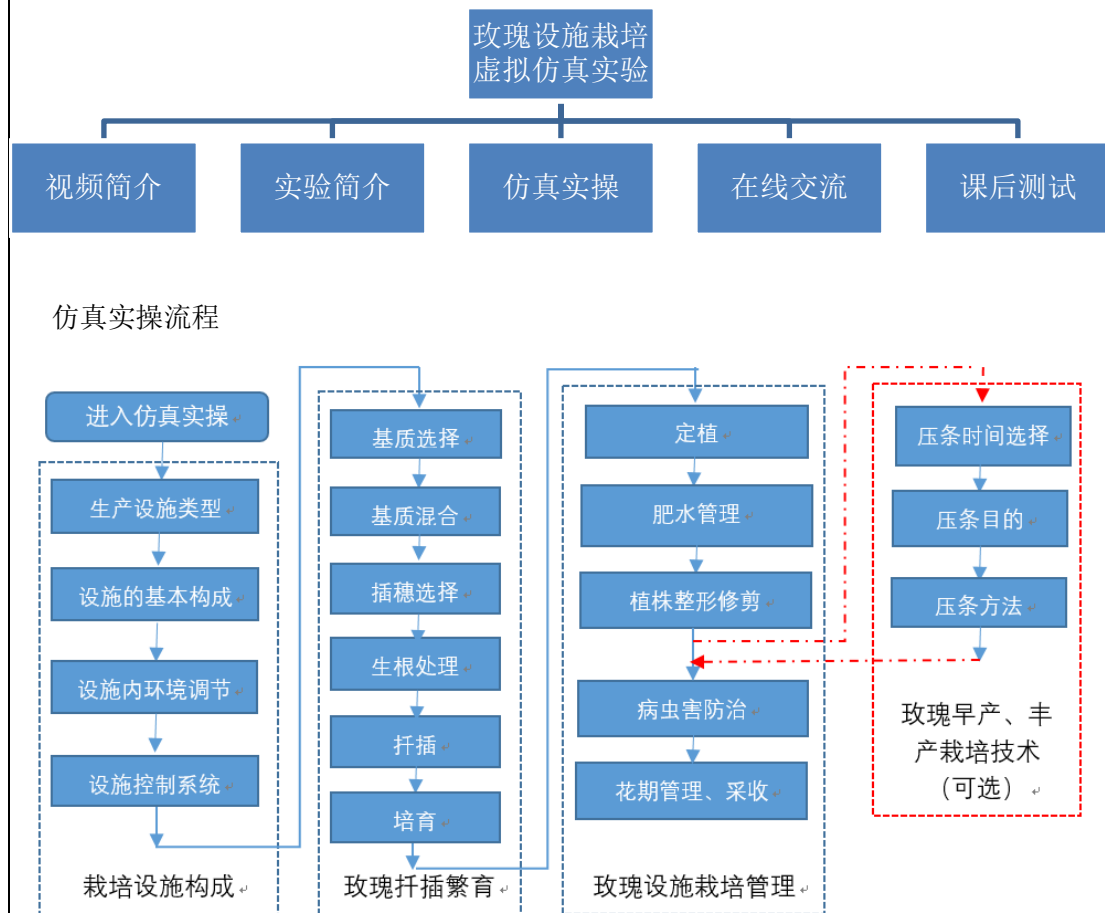 玫瑰设施栽培
虚拟仿真实验
视频简介
实验简介
仿真实操
在线交流
课后测试
仿真实操流程
进入仿真实操
生产设施类型
设施的基本构成
设施内环境调节
设施控制系统
栽培设施构成
基质选择
基质混合
插穗选择
生根处理
扦插
培育
玫瑰扦插繁育
定植
肥水管理
植株整形修剪
病虫害防治
花期管理、采收
玫瑰设施栽培管理
压条时间选择
压条目的
压条方法
玫瑰早产、丰
产栽培技术
（可选）